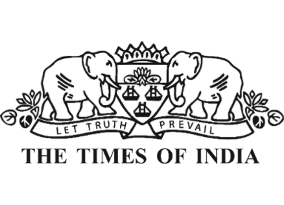 LET TRUTH PREVAIL
THE TIMES OF INDIA